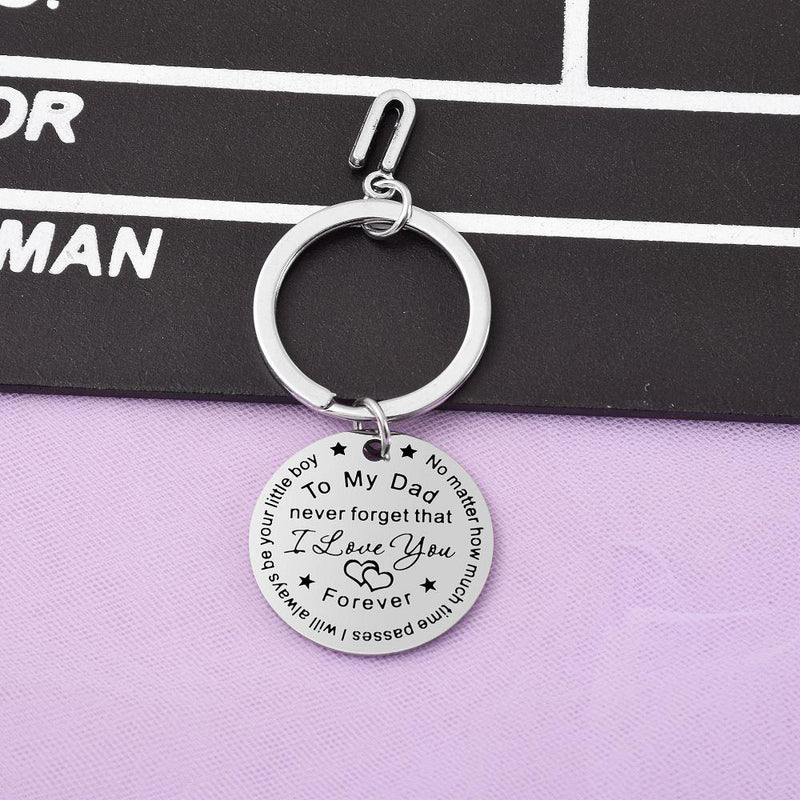 OR
MAN
To My Dad
never forget that
I Love You
Forever
No matter how much time passes I will always be your little boy